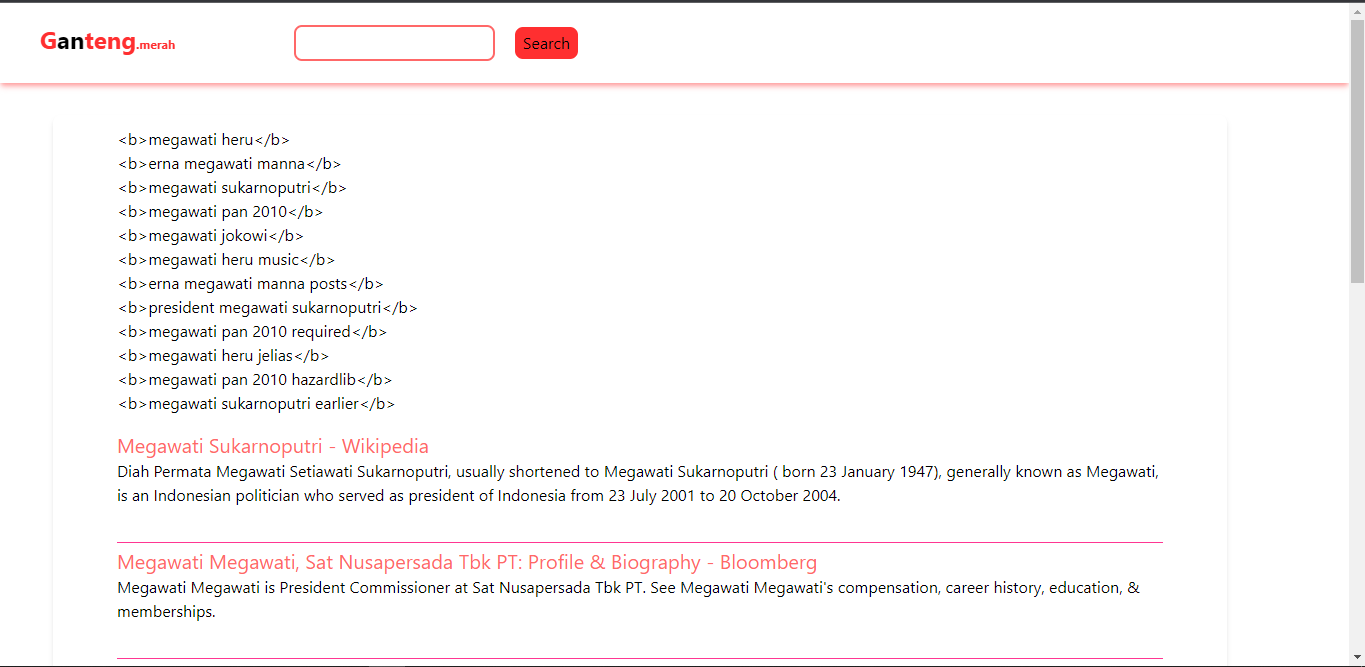 Ganteng.merah
Search
<b>megawati heru</b>
<b>erna megawati manna</b>
<b>megawati sukarnoputri</b>
<b>megawati pan 2010</b>
<b>megawati jokowi</b>
<b>megawati heru music</b>
<b>erna megawati manna posts</b>
<b>president megawati sukarnoputri</b>
<b>megawati pan 2010 required</b>
<b>megawati heru jelias</b>
<b>megawati pan 2010 hazardlib</b>
<b>megawati sukarnoputri earlier</b>
Megawati Sukarnoputri - Wikipedia
Diah Permata Megawati Setiawati Sukarnoputri, usually shortened to Megawati Sukarnoputri ( born 23 January 1947), generally known as Megawati,
is an Indonesian politician who served as president of Indonesia from 23 July 2001 to 20 October 2004.
Megawati Megawati, Sat Nusapersada Tbk PT: Profile & Biography - Bloomberg
Megawati Megawati is President Commissioner at Sat Nusapersada Tbk PT. See Megawati Megawati's compensation, career history, education, &
memberships.